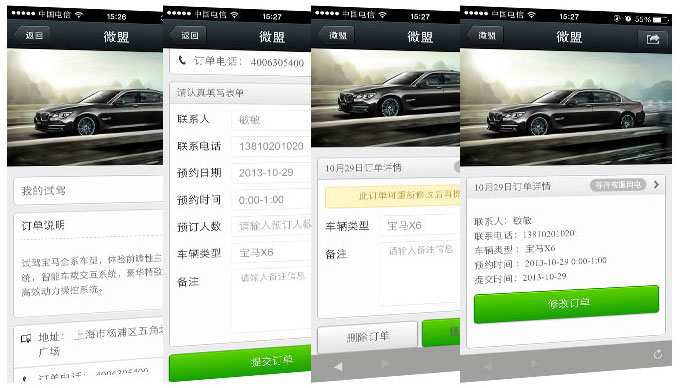 中国电信 15:26
返回 微盟
我的试驾
订单说明
试驾宝马全系车型，体验前瞻性主
统，智能车载交互系统，豪华精致
高效动力操控系统。
地址： 上海市杨浦区五角场
广场
订单电话：4006305400
中国电信 15:27
返回 微盟
订单电话： 4006305400
请认真填写表单
联系人 敏敏
联系电话 13810201020
预约日期 2013-10-29
预约时间 0:00-1:00
预订人数 请输入预订人数
车辆类型 宝马X6
备注 请输入备注信息
提交订单
中国电信 15:27
微盟 微盟
10月29日订单详情
此订单可重新修改后再提
车辆类型 宝马X6
备注 请输入备注信息
删除订单
中国电信 15:27 55%
微盟 微盟
10月29日订单详情 等待客服回电
联系人：敏敏
联系电话：13810201020
车辆类型：宝马X6
预约时间：2013-10-29 0:00-1:00
提交时间：2013-10-29
修改订单